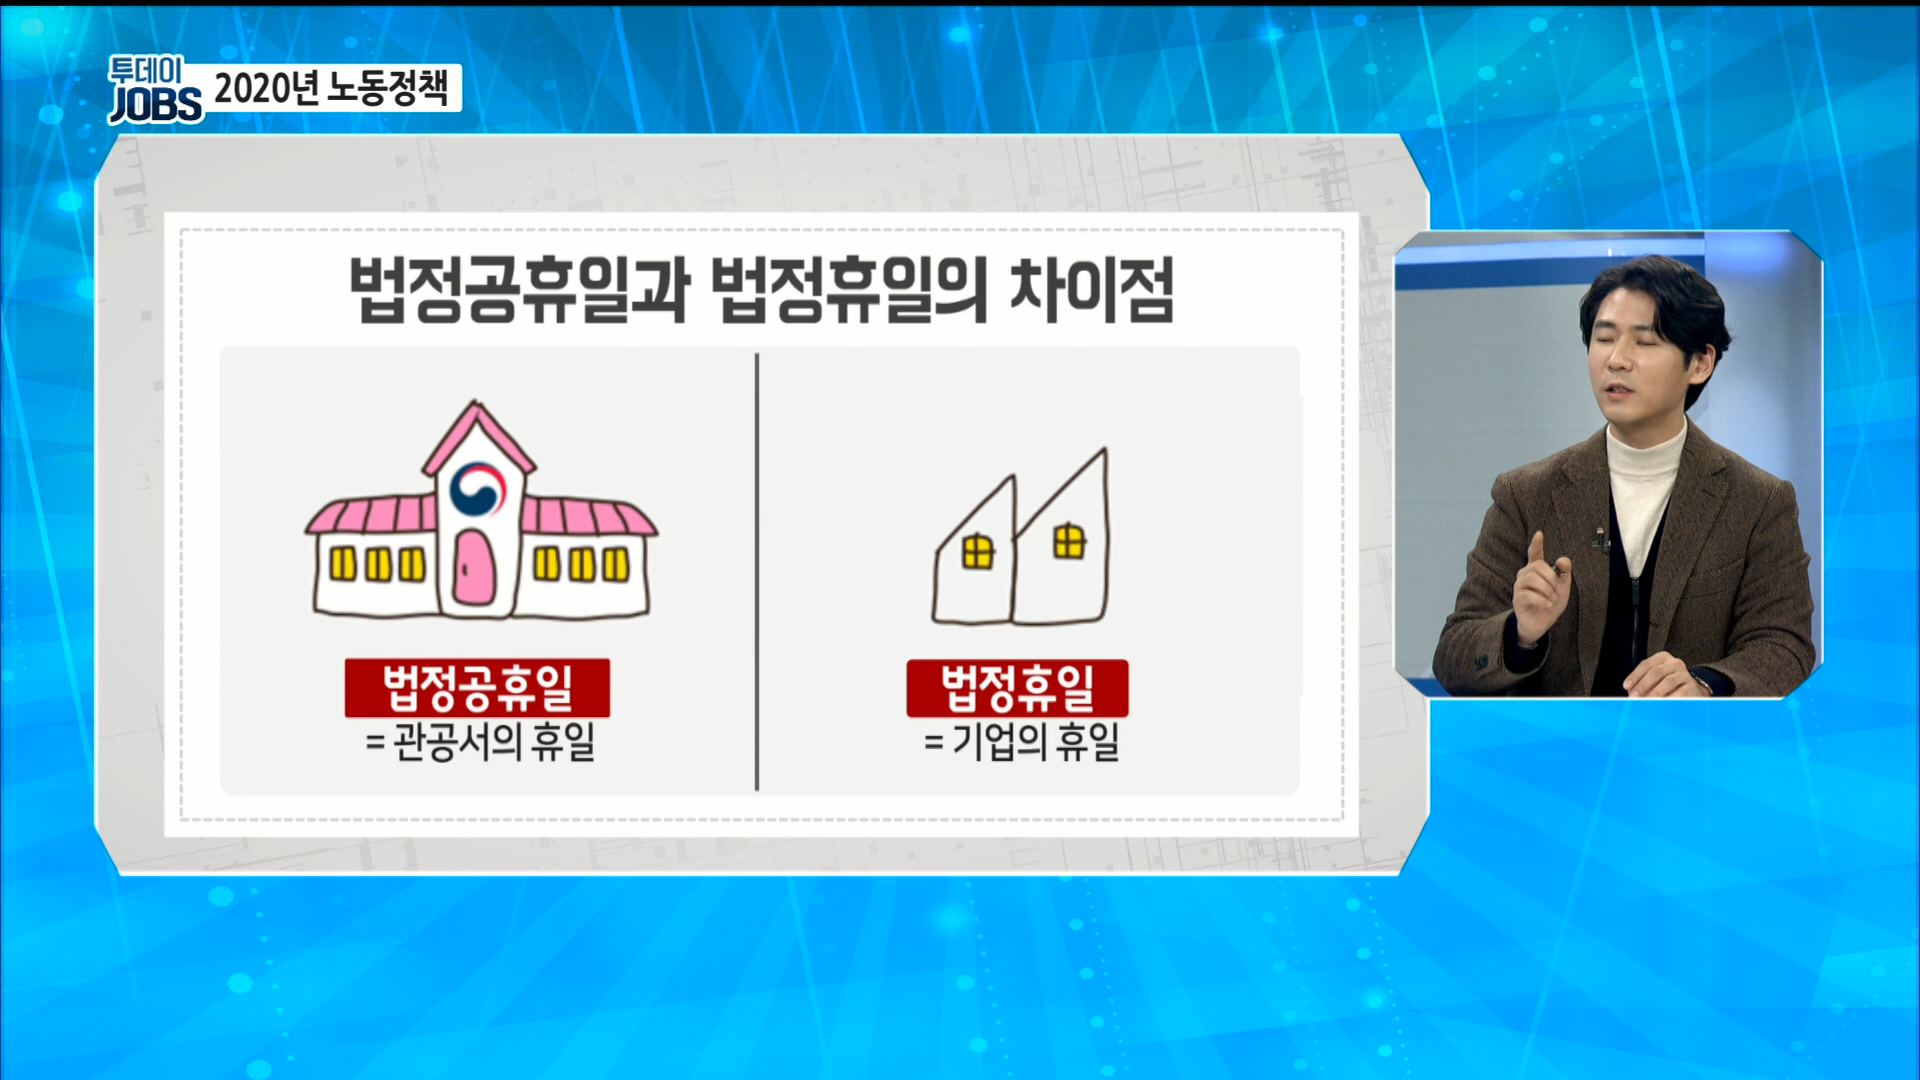 투데이
JOBS
2020년 노동정책
법정공휴일과 법정휴일의 차이점
법정공휴일
= 관공서의 휴일
법정휴일
= 기업의 휴일